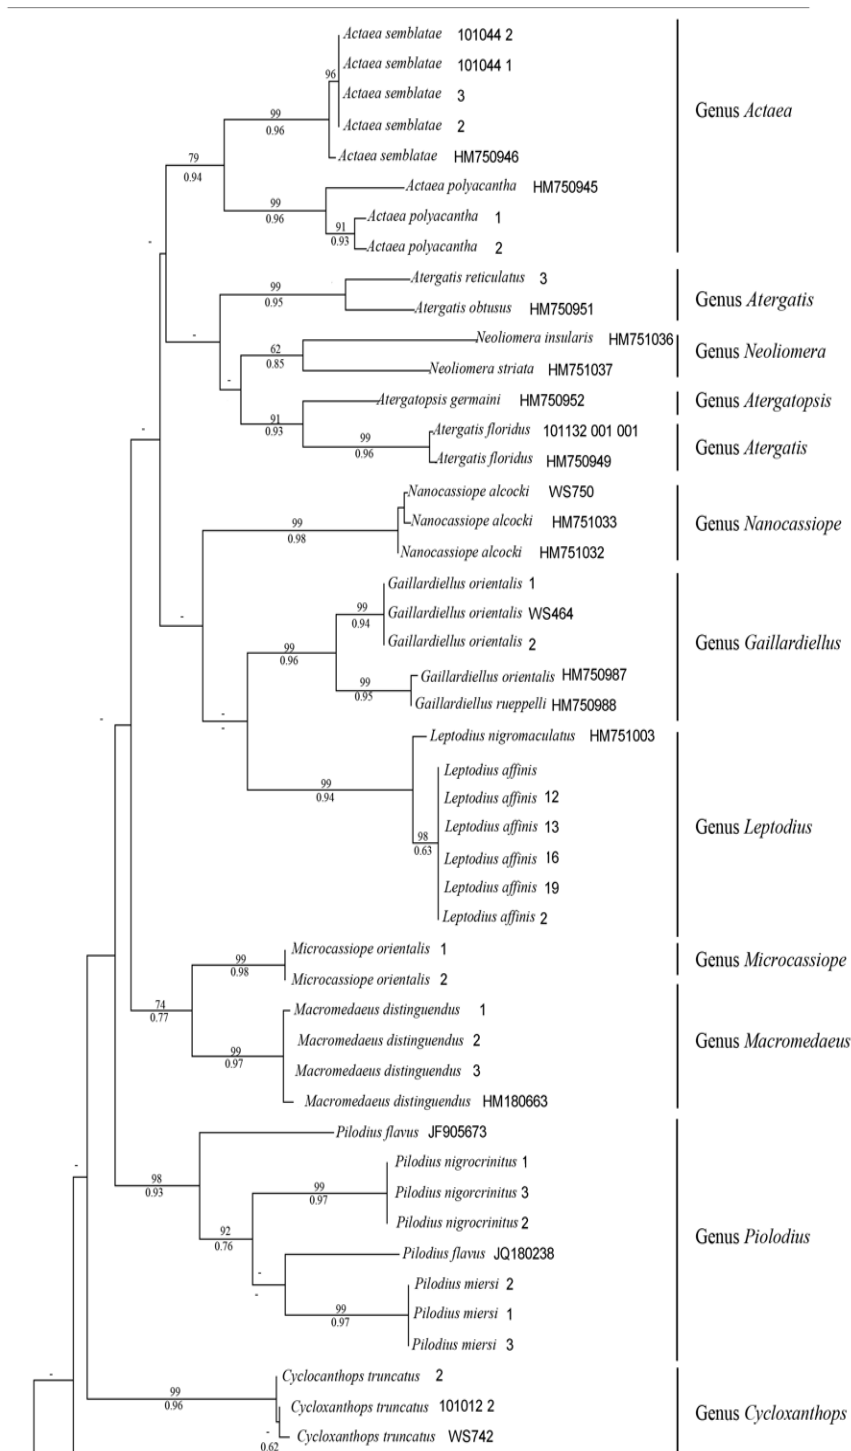 Actaea semblatae 101044 2
Actaea semblatae 101044 1
96
Actaea semblatae 3
99
0.96
Actaea semblatae 2
Genus Actaea
Actaea semblatae HM750946
79
0.94
Actaea polyacantha HM750945
99
0.96
Actaea polyacantha 1
91
0.93
Actaea polyacantha 2
-
Atergatis reticulatus 3
99
0.95
Atergatis obtusus HM750951
Genus Atergatis
-
Neoliomera insularis HM751036
62
0.85
Neoliomera striata HM751037
Genus Neoliomera
-
Atergatopsis germaini HM750952
Genus Atergatopsis
91
0.93
Atergatis floridus 101132 001 001
99
0.96
Atergatis floridus HM750949
Genus Atergatis
-
Nanocassiope alcocki WS750
Nanocassiope alcocki HM751033
99
0.98
Nanocassiope alcocki HM751032
Genus Nanocassiope
Gaillardiellus orientalis 1
99
0.94
Gaillardiellus orientalis WS464
-
Gaillardiellus orientalis 2
99
0.96
Genus Gaillardiellus
Gaillardiellus orientalis HM750987
99
0.95
Gaillardiellus rueppelli HM750988
-
-
-
Leptodius nigromaculatus HM751003
Leptodius affinis
99
0.94
Leptodius affinis 12
Leptodius affinis 13
Genus Leptodius
98
0.63
Leptodius affinis 16
Leptodius affinis 19
Leptodius affinis 2
-
Microcassiope orientalis 1
99
0.98
Genus Microcassiope
Microcassiope orientalis 2
74
0.77
Macromedaeus distinguendus 1
Macromedaeus distinguendus 2
Genus Macromedaeus
99
0.97
Macromedaeus distinguendus 3
Macromedaeus distinguendus HM180663
Pilodius flavus JF905673
-
Pilodius nigrocrinitus 1
98
0.93
99
0.97
Pilodius nigorcrinitus 3
Pilodius nigrocrinitus 2
92
0.76
Genus Piolodius
Pilodius flavus JQ180238
-
-
Pilodius miersi 2
99
0.97
Pilodius miersi 1
Pilodius miersi 3
-
Cyclocanthops truncatus 2
99
0.96
Cycloxanthops truncatus 101012 2
Genus Cycloxanthops
-
0.62
Cycloxanthops truncatus WS742